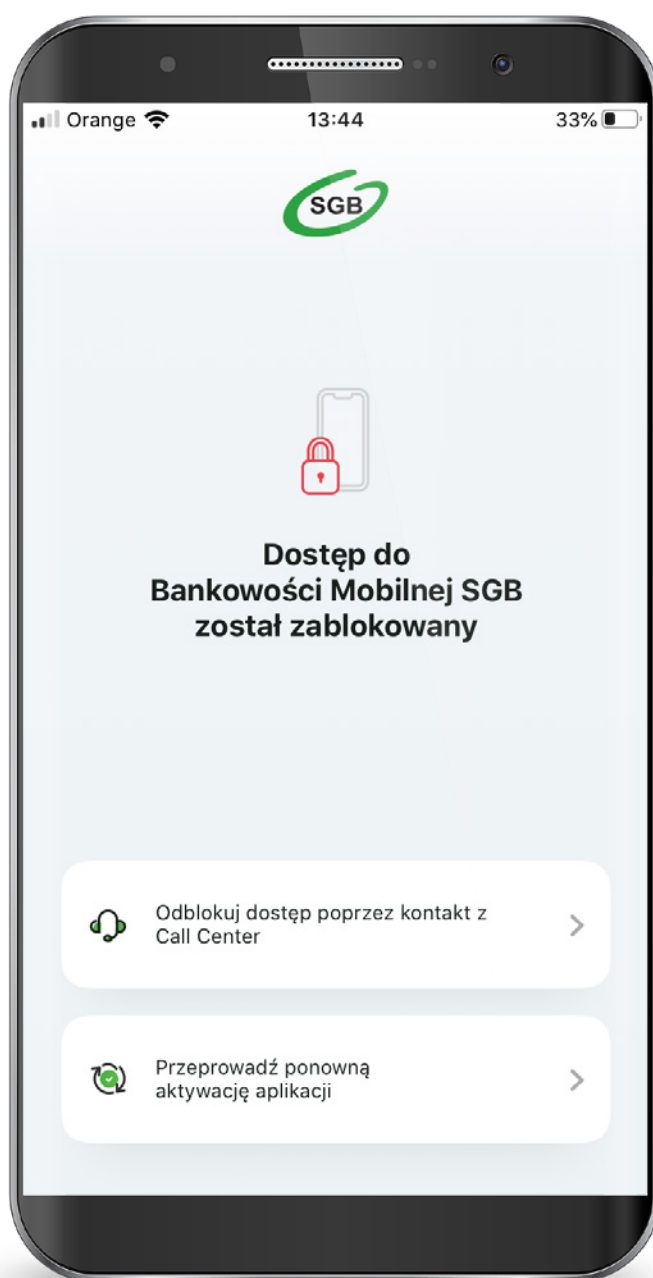 Orange 13:44 33%
SGB
Dostęp do
Bankowości Mobilnej SGB
został zablokowany
Odblokuj dostęp poprzez kontakt z
Call Center
Przeprowadź ponowną
aktywację aplikacji